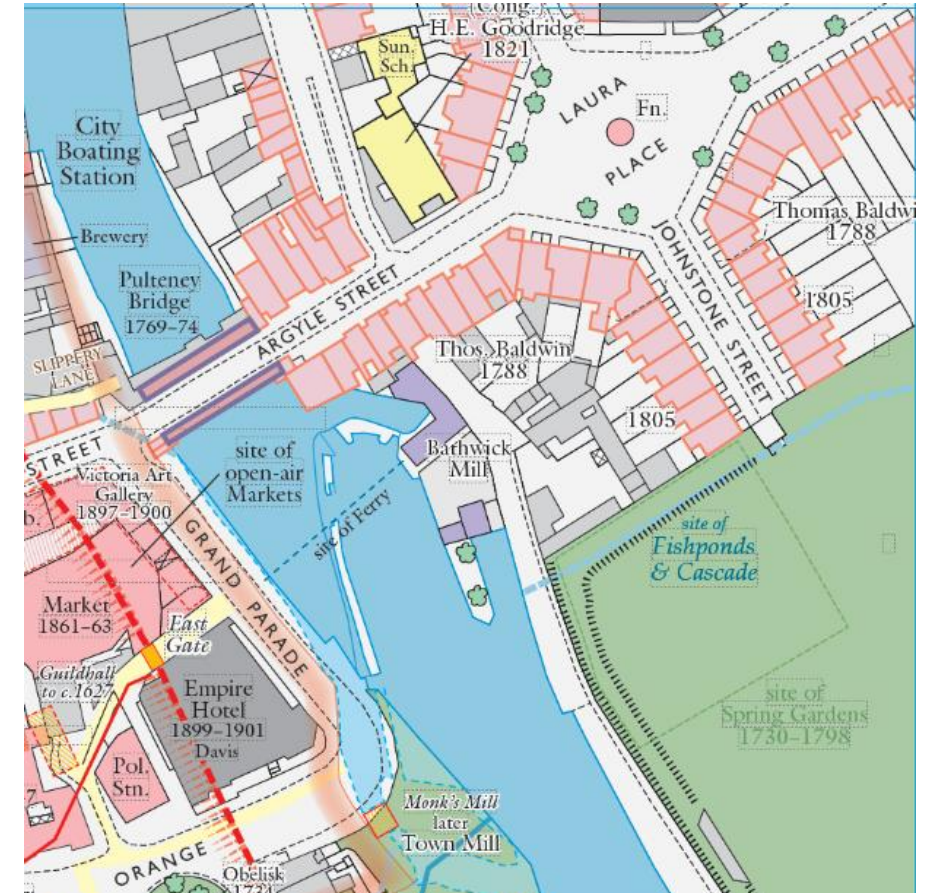 (Cong.)
H.E. Goodridge
1821
Sun.
Sch.
LAURA
PLACE
Fn.
City
Boating
Station
Brewery
Pulteney
Bridge
1769–74
SLIPPERY
LANE
ARGYLE STREET
JOHNSTONE STREET
Thomas Baldwi
1788
1805
Thos. Baldwin
1788
1805
Bathwick
Mill
STREET
site of
open-air
Markets
Victoria Art
Gallery
1897–1900
b.
site of Ferry
GRAND PARADE
site of
Fishponds
& Cascade
Market
1861–63
East
Gate
Guildhall
to c.1627
Empire
Hotel
1899–1901
Davis
Pol.
Stn.
7
site of
Spring Gardens
1730–1798
Monk's Mill
later
Town Mill
ORANGE
Obelisk